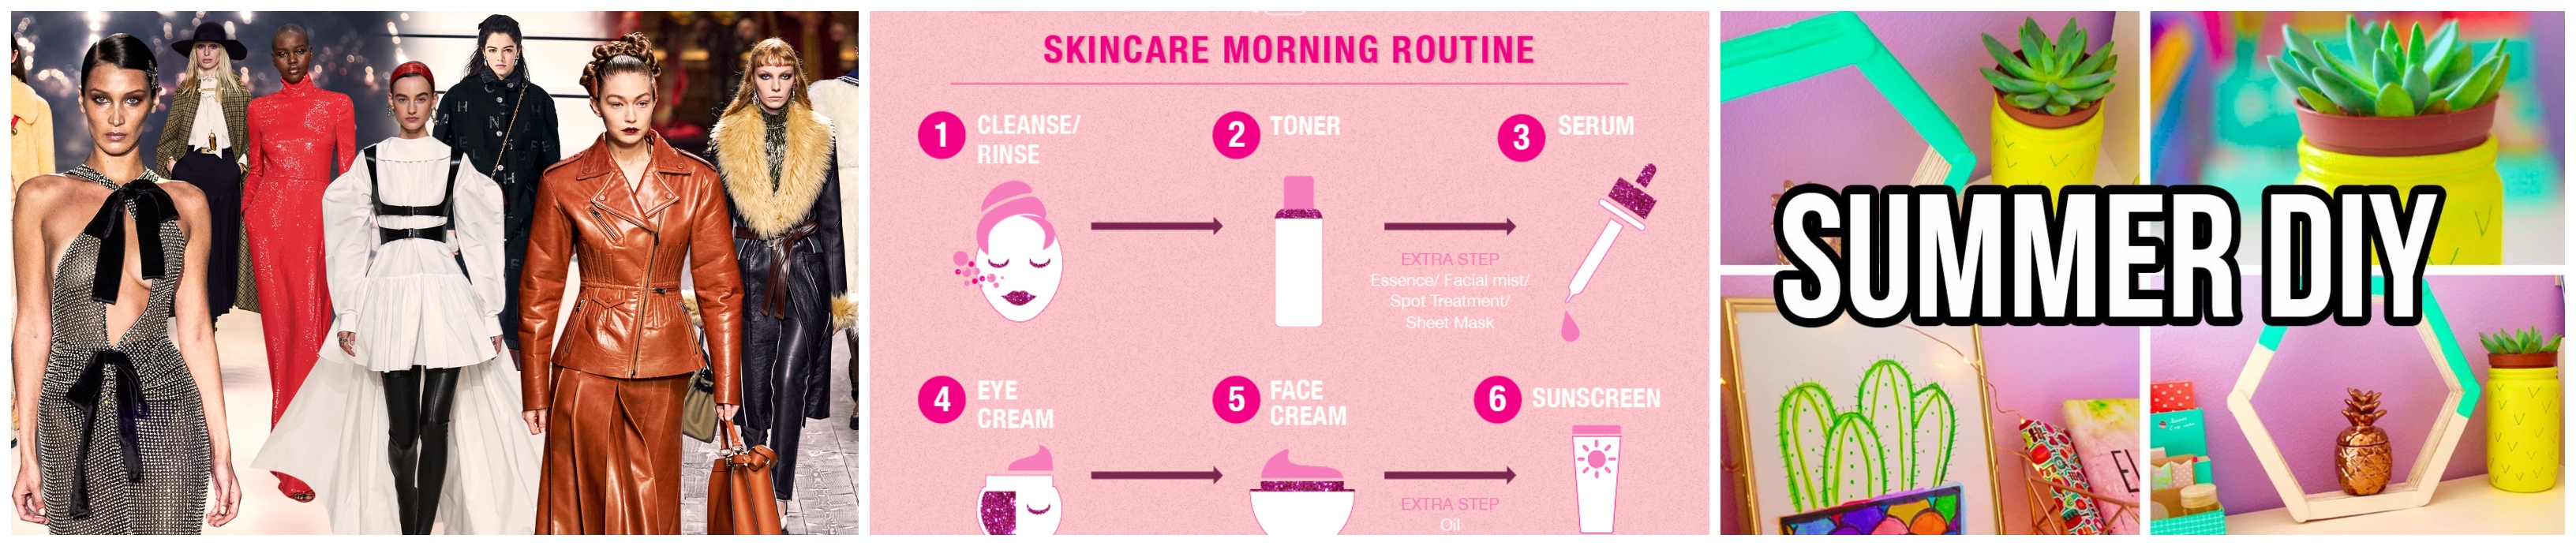 SKINCARE MORNING ROUTINE
1 CLEANSE/
RINSE
2 TONER
3 SERUM
EXTRA STEP
Essence/ Facial mist/
Spot Treatment/
Sheet Mask
4 EYE
CREAM
5 FACE
CREAM
6 SUNSCREEN
EXTRA STEP
Oil
SUMMER DIY